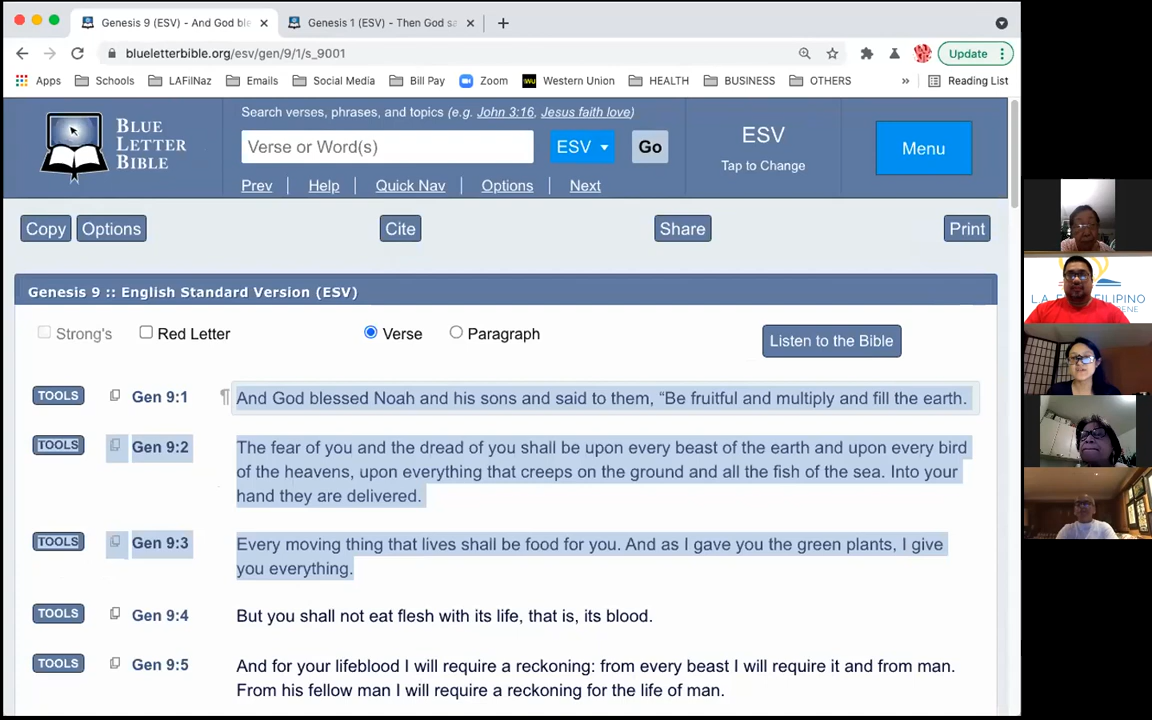 Genesis 9 (ESV) - And God ble
Genesis 1 (ESV) - Then God sa
blueletterbible.org/esv/gen/9/1/s_9001
Update
Apps Schools LAFilNaz Emails Social Media Bill Pay Zoom Western Union HEALTH BUSINESS OTHERS » Reading List
BLUE
LETTER
BIBLE
Search verses, phrases, and topics (e.g. John 3:16, Jesus faith love)
Verse or Word(s) ESV Go
Prev | Help | Quick Nav | Options | Next
ESV
Tap to Change
Menu
Copy Options Cite Share Print
Genesis 9 :: English Standard Version (ESV)
Strong's Red Letter Verse Paragraph Listen to the Bible
TOOLS Gen 9:1 ¶ And God blessed Noah and his sons and said to them, “Be fruitful and multiply and fill the earth.
TOOLS Gen 9:2 The fear of you and the dread of you shall be upon every beast of the earth and upon every bird
of the heavens, upon everything that creeps on the ground and all the fish of the sea. Into your
hand they are delivered.
TOOLS Gen 9:3 Every moving thing that lives shall be food for you. And as I gave you the green plants, I give
you everything.
TOOLS Gen 9:4 But you shall not eat flesh with its life, that is, its blood.
TOOLS Gen 9:5 And for your lifeblood I will require a reckoning: from every beast I will require it and from man.
From his fellow man I will require a reckoning for the life of man.